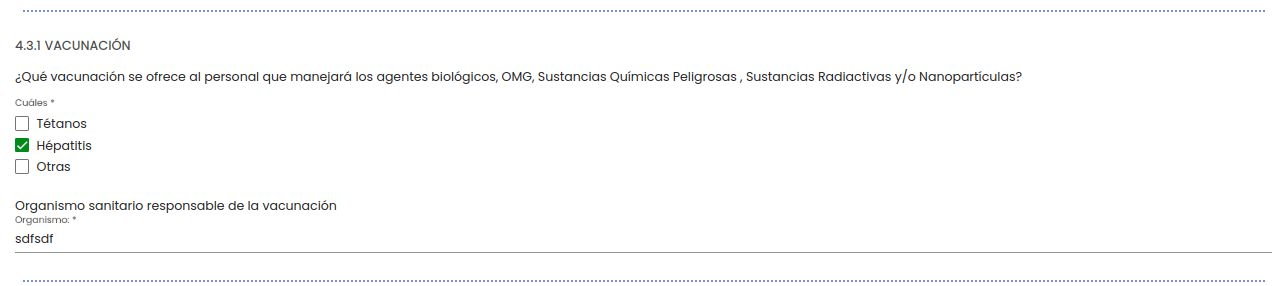 4.3.1 VACUNACIÓN
¿Qué vacunación se ofrece al personal que manejará los agentes biológicos, OMG, Sustancias Químicas Peligrosas , Sustancias Radiactivas y/o Nanopartículas?
Cuáles *
Tétanos
Hépatitis
Otras
Organismo sanitario responsable de la vacunación
Organismo: *
sdfsdf